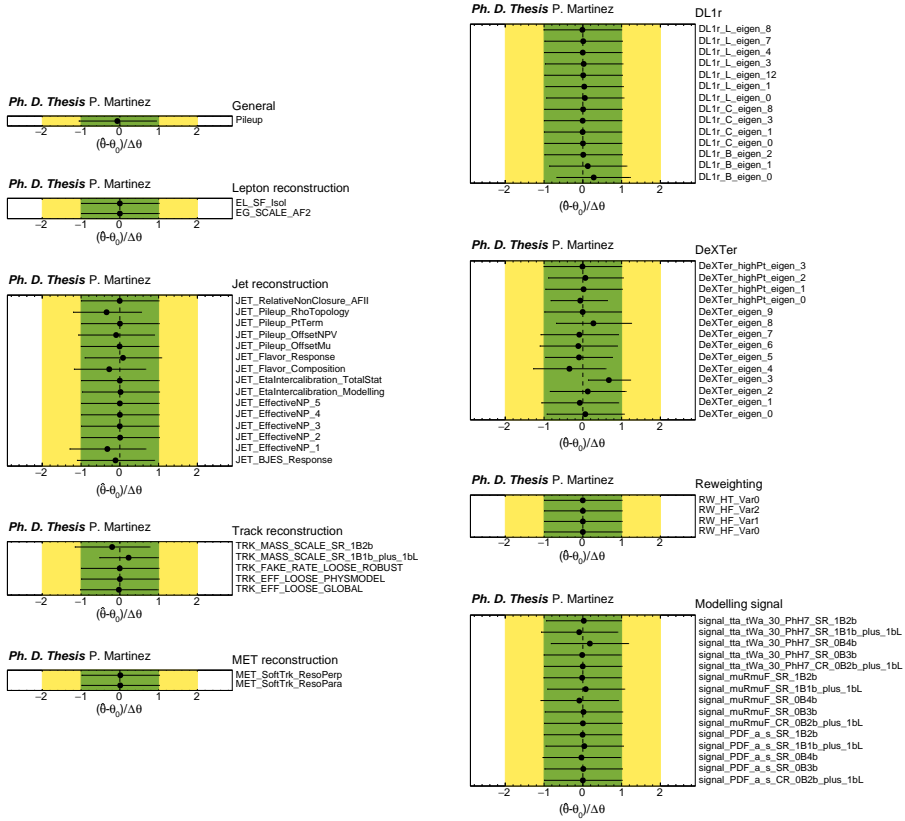 Ph. D. Thesis P. Martinez
General
Pileup
−2 −1 0 1 2
(θ̂-θ₀)/Δθ
Ph. D. Thesis P. Martinez
Lepton reconstruction
EL_SF_Isol
EG_SCALE_AF2
−2 −1 0 1 2
(θ̂-θ₀)/Δθ
Ph. D. Thesis P. Martinez
Jet reconstruction
JET_RelativeNonClosure_AFII
JET_Pileup_RhoTopology
JET_Pileup_PtTerm
JET_Pileup_OffsetNPV
JET_Pileup_OffsetMu
JET_Flavor_Response
JET_Flavor_Composition
JET_EtaIntercalibration_TotalStat
JET_EtaIntercalibration_Modelling
JET_EffectiveNP_5
JET_EffectiveNP_4
JET_EffectiveNP_3
JET_EffectiveNP_2
JET_EffectiveNP_1
JET_BJES_Response
−2 −1 0 1 2
(θ̂-θ₀)/Δθ
Ph. D. Thesis P. Martinez
Track reconstruction
TRK_MASS_SCALE_SR_1B2b
TRK_MASS_SCALE_SR_1B1b_plus_1bL
TRK_FAKE_RATE_LOOSE_ROBUST
TRK_EFF_LOOSE_PHYSMODEL
TRK_EFF_LOOSE_GLOBAL
−2 −1 0 1 2
(θ̂-θ₀)/Δθ
Ph. D. Thesis P. Martinez
MET reconstruction
MET_SoftTrk_ResoPerp
MET_SoftTrk_ResoPara
−2 −1 0 1 2
(θ̂-θ₀)/Δθ
Ph. D. Thesis P. Martinez
DL1r
DL1r_L_eigen_8
DL1r_L_eigen_7
DL1r_L_eigen_4
DL1r_L_eigen_3
DL1r_L_eigen_12
DL1r_L_eigen_1
DL1r_L_eigen_0
DL1r_C_eigen_8
DL1r_C_eigen_3
DL1r_C_eigen_1
DL1r_C_eigen_0
DL1r_B_eigen_2
DL1r_B_eigen_1
DL1r_B_eigen_0
−2 −1 0 1 2
(θ̂-θ₀)/Δθ
Ph. D. Thesis P. Martinez
DeXTer
DeXTer_highPt_eigen_3
DeXTer_highPt_eigen_2
DeXTer_highPt_eigen_1
DeXTer_highPt_eigen_0
DeXTer_eigen_9
DeXTer_eigen_8
DeXTer_eigen_7
DeXTer_eigen_6
DeXTer_eigen_5
DeXTer_eigen_4
DeXTer_eigen_3
DeXTer_eigen_2
DeXTer_eigen_1
DeXTer_eigen_0
−2 −1 0 1 2
(θ̂-θ₀)/Δθ
Ph. D. Thesis P. Martinez
Reweighting
RW_HT_Var0
RW_HF_Var2
RW_HF_Var1
RW_HF_Var0
−2 −1 0 1 2
(θ̂-θ₀)/Δθ
Ph. D. Thesis P. Martinez
Modelling signal
signal_tta_tWa_30_PhH7_SR_1B2b
signal_tta_tWa_30_PhH7_SR_1B1b_plus_1bL
signal_tta_tWa_30_PhH7_SR_0B4b
signal_tta_tWa_30_PhH7_SR_0B3b
signal_tta_tWa_30_PhH7_CR_0B2b_plus_1bL
signal_muRmuF_SR_1B2b
signal_muRmuF_SR_1B1b_plus_1bL
signal_muRmuF_SR_0B4b
signal_muRmuF_SR_0B3b
signal_muRmuF_CR_0B2b_plus_1bL
signal_PDF_a_s_SR_1B2b
signal_PDF_a_s_SR_1B1b_plus_1bL
signal_PDF_a_s_SR_0B4b
signal_PDF_a_s_SR_0B3b
signal_PDF_a_s_CR_0B2b_plus_1bL
−2 −1 0 1 2
(θ̂-θ₀)/Δθ